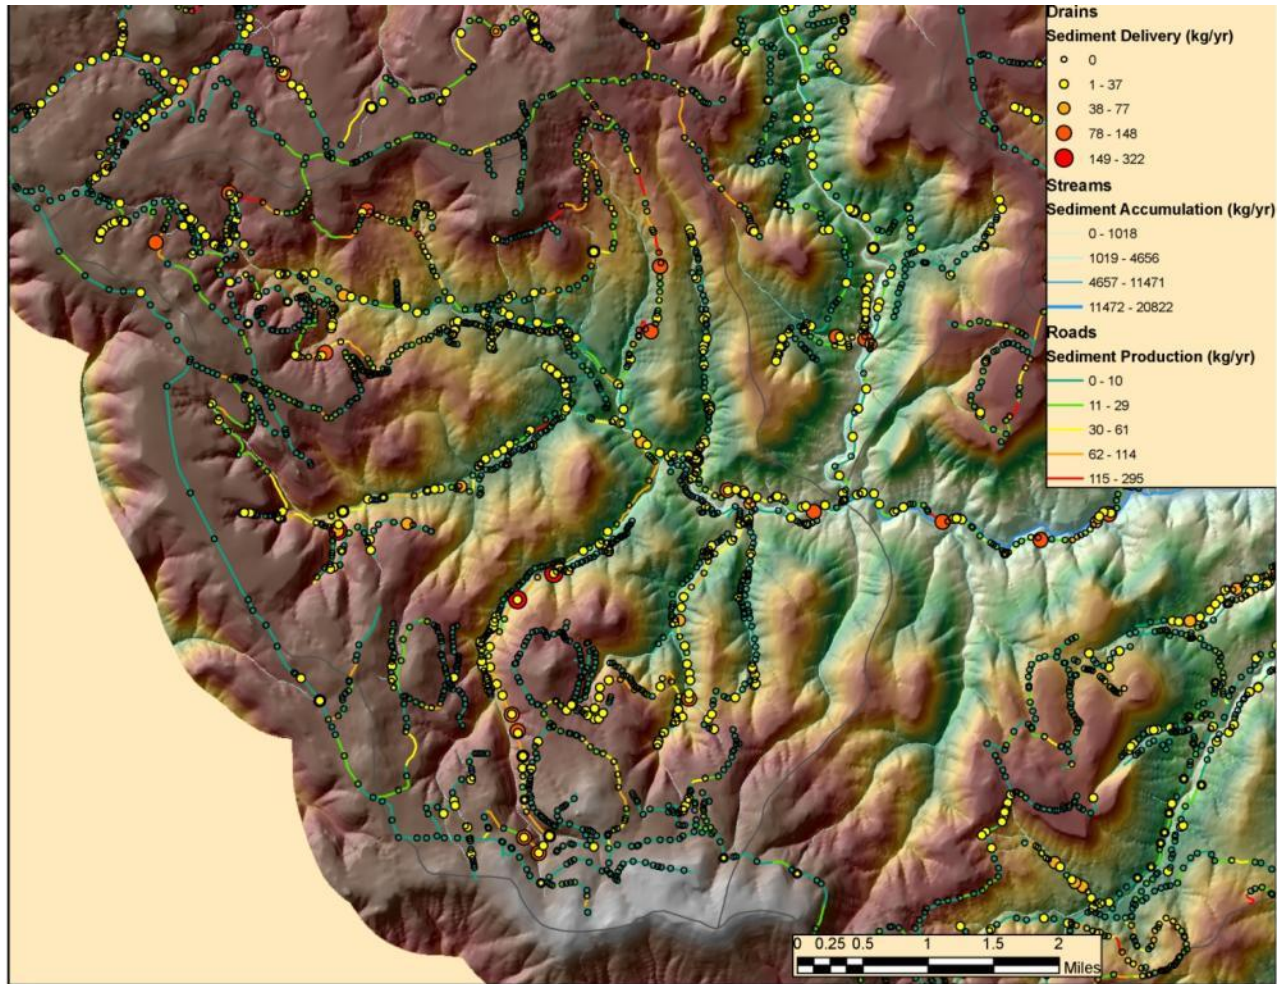 Drains
Sediment Delivery (kg/yr)
0
1 - 37
38 - 77
78 - 148
149 - 322
Streams
Sediment Accumulation (kg/yr)
0 - 1018
1019 - 4656
4657 - 11471
11472 - 20822
Roads
Sediment Production (kg/yr)
0 - 10
11 - 29
30 - 61
62 - 114
115 - 295
0 0.25 0.5 1 1.5 2
Miles